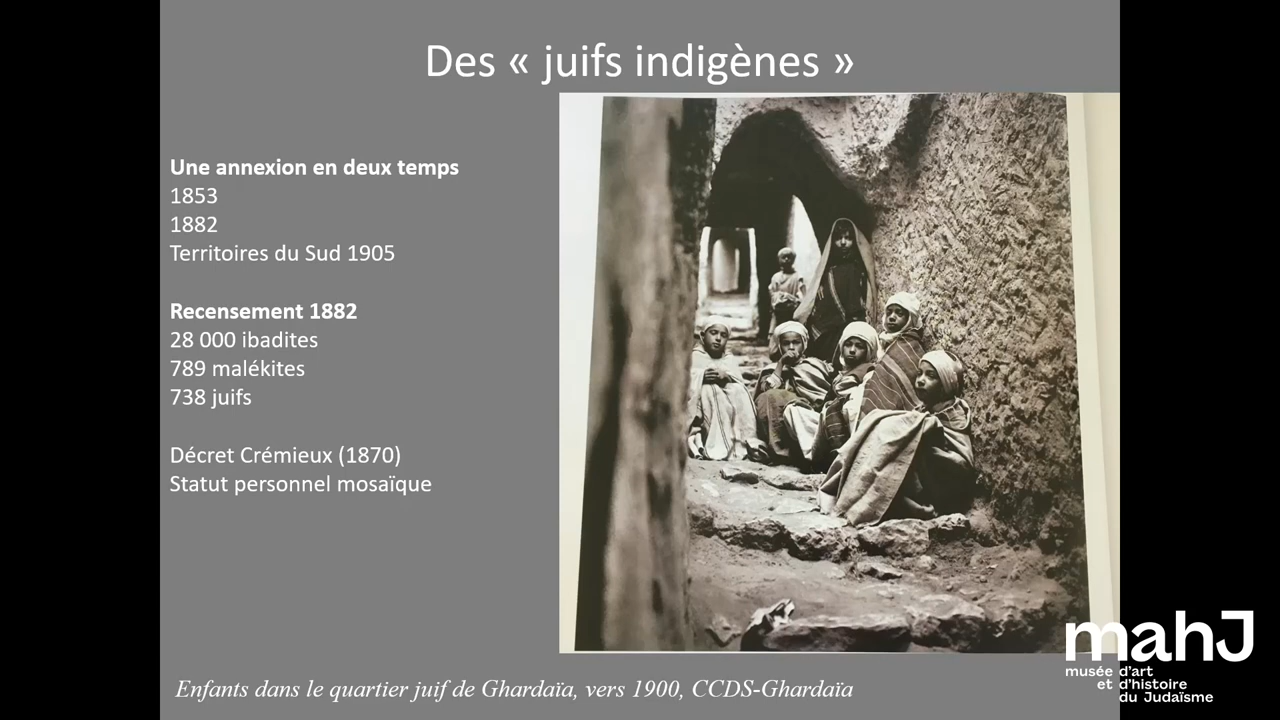 Des « juifs indigènes »
Une annexion en deux temps
1853
1882
Territoires du Sud 1905
Recensement 1882
28 000 ibadites
789 malékites
738 juifs
Décret Crémieux (1870)
Statut personnel mosaïque
Enfants dans le quartier juif de Ghardaïa, vers 1900, CCDS-Ghardaïa
mahJ
musée d'art
et d'histoire
du Judaïsme